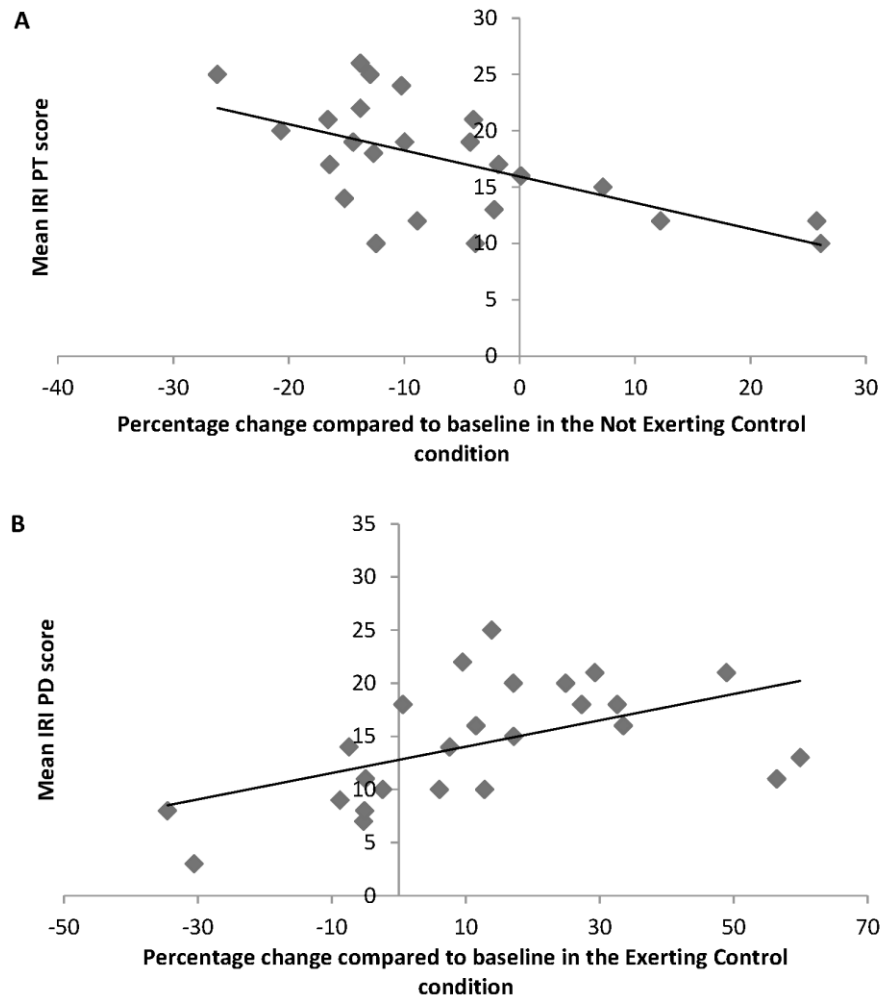 A
30
25
20
15
10
5
0
Mean IRI PT score
-40 -30 -20 -10 0 10 20 30
Percentage change compared to baseline in the Not Exerting Control
condition
B
35
30
25
20
15
10
5
0
Mean IRI PD score
-50 -30 -10 10 30 50 70
Percentage change compared to baseline in the Exerting Control
condition